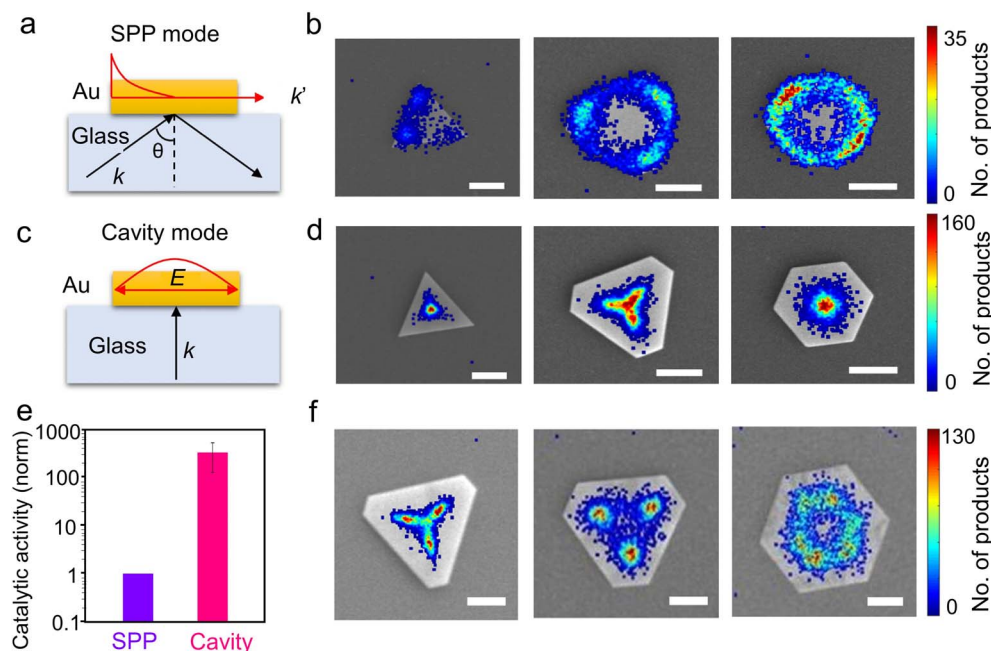 a
SPP mode
Au
k'
Glass
θ
k
b
35
No. of products
0
c
Cavity mode
Au
E
Glass
k
d
160
No. of products
0
e
Catalytic activity (norm)
1000
100
10
1
0.1
SPP
Cavity
f
130
No. of products
0